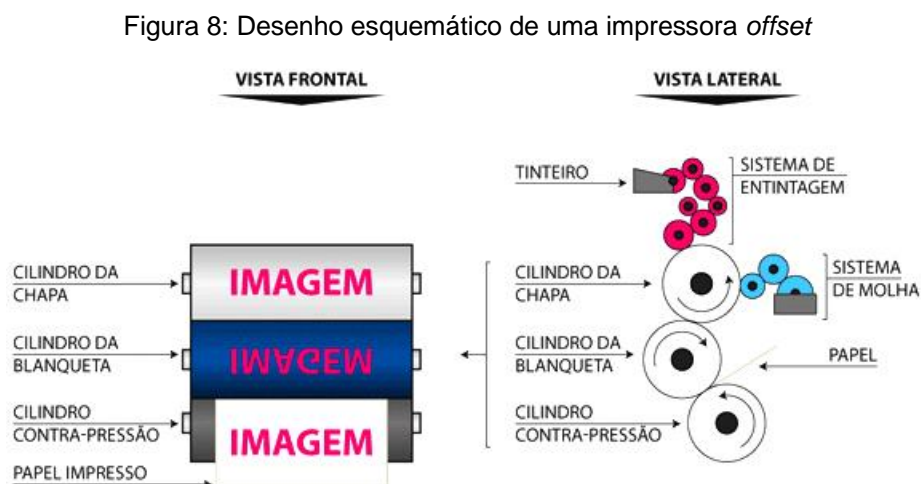 Figura 8: Desenho esquemático de uma impressora offset
VISTA FRONTAL
CILINDRO DA
CHAPA
CILINDRO DA
BLANQUETA
CILINDRO
CONTRA-PRESSÃO
PAPEL IMPRESSO
IMAGEM
IMAGEM
IMAGEM
VISTA LATERAL
TINTEIRO
SISTEMA DE
ENTINTAGEM
CILINDRO DA
CHAPA
SISTEMA
DE MOLHA
CILINDRO DA
BLANQUETA
PAPEL
CILINDRO
CONTRA-PRESSÃO